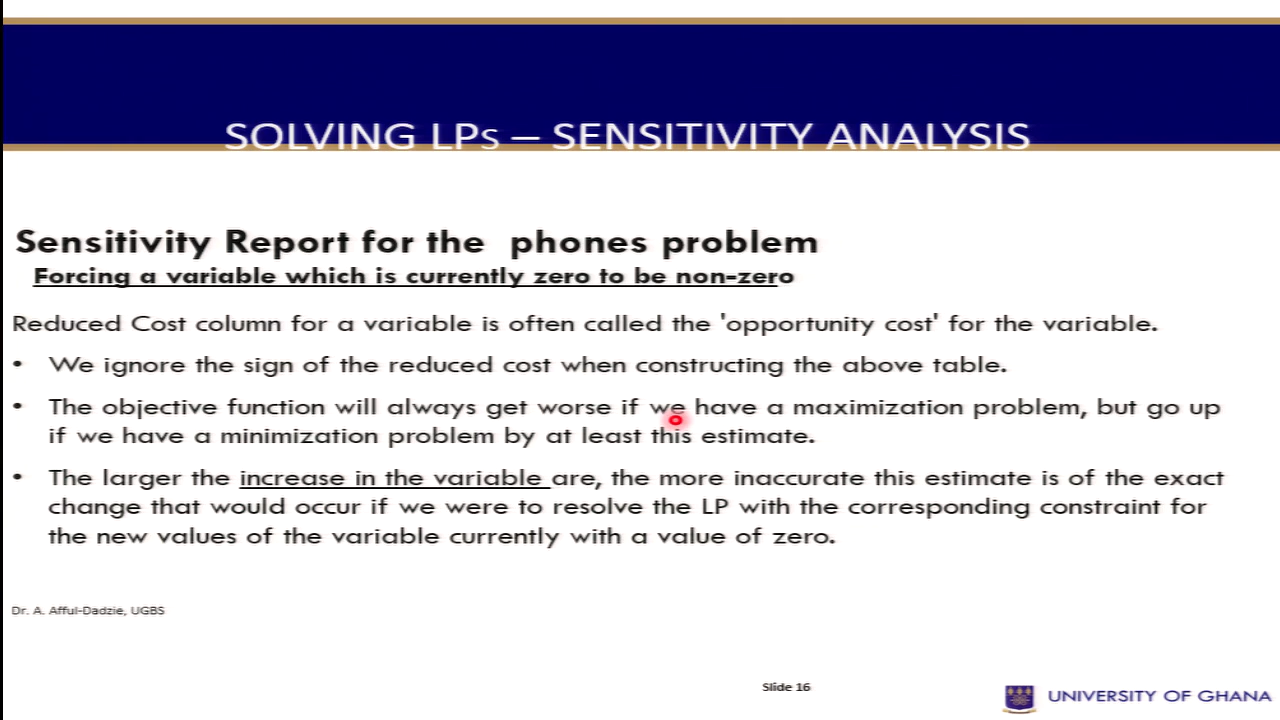 SOLVING LPs – SENSITIVITY ANALYSIS
Sensitivity Report for the phones problem
Forcing a variable which is currently zero to be non-zero
Reduced Cost column for a variable is often called the 'opportunity cost' for the variable.
• We ignore the sign of the reduced cost when constructing the above table.
• The objective function will always get worse if we have a maximization problem, but go up
if we have a minimization problem by at least this estimate.
• The larger the increase in the variable are, the more inaccurate this estimate is of the exact
change that would occur if we were to resolve the LP with the corresponding constraint for
the new values of the variable currently with a value of zero.
Dr. A. Afful-Dadzie, UGBS
Slide 16
UNIVERSITY OF GHANA